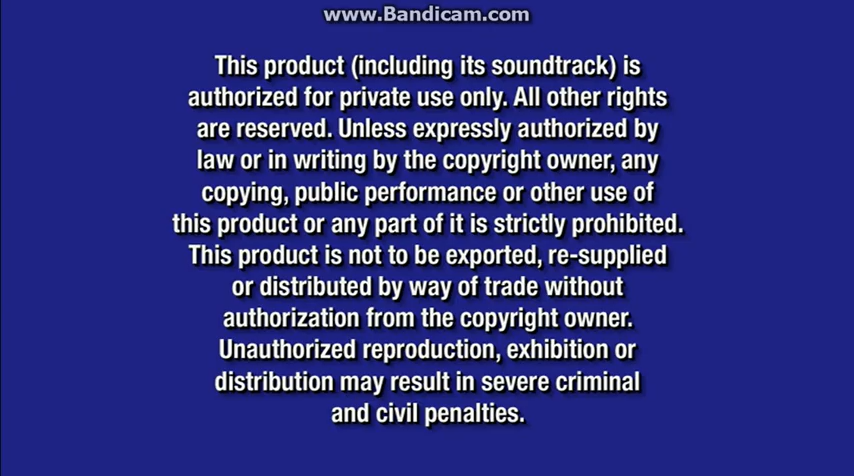 www.Bandicam.com
This product (including its soundtrack) is
authorized for private use only. All other rights
are reserved. Unless expressly authorized by
law or in writing by the copyright owner, any
copying, public performance or other use of
this product or any part of it is strictly prohibited.
This product is not to be exported, re-supplied
or distributed by way of trade without
authorization from the copyright owner.
Unauthorized reproduction, exhibition or
distribution may result in severe criminal
and civil penalties.